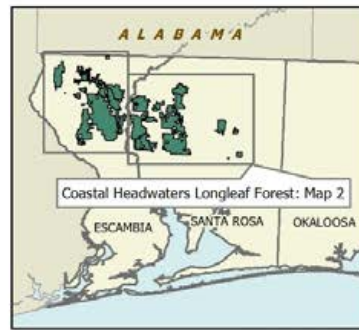 ALABAMA
Coastal Headwaters Longleaf Forest: Map 2
ESCAMBIA
SANTA ROSA
OKALOOSA